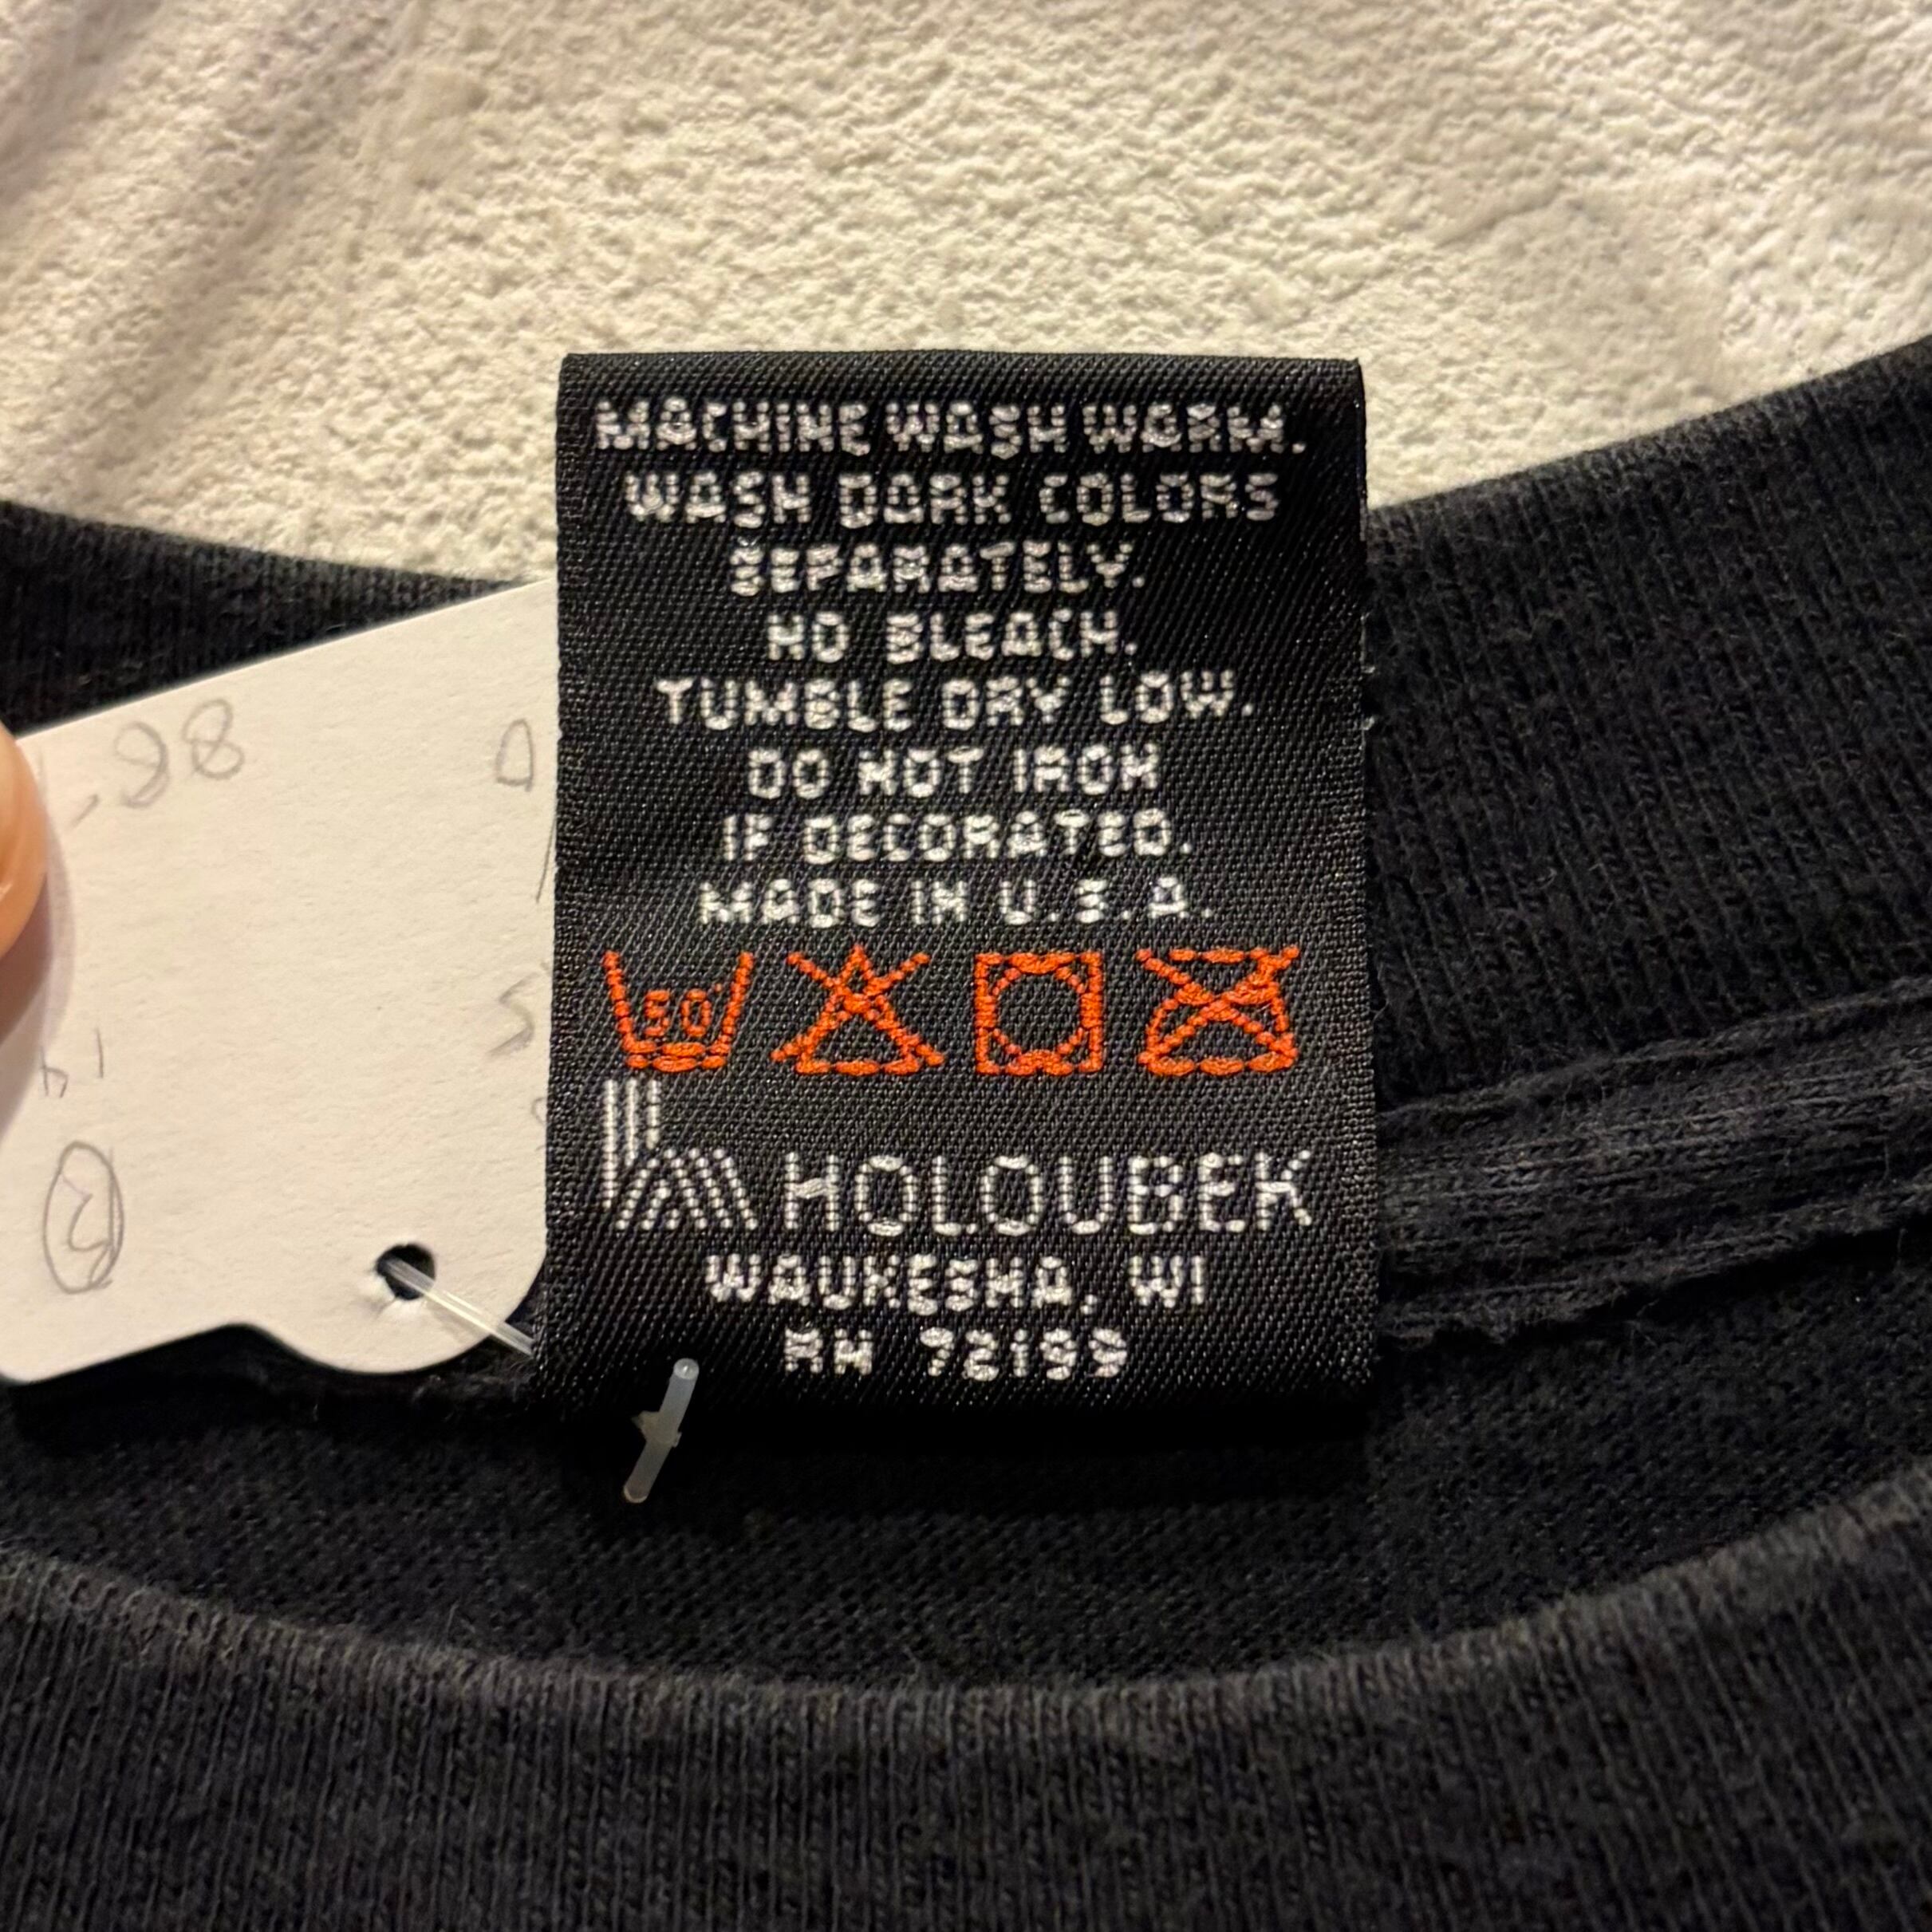 MACHINE WASH WARM.
WASH DARK COLORS
SEPARATELY.
NO BLEACH.
TUMBLE DRY LOW.
DO NOT IRON
IF DECORATED.
MADE IN U.S.A.
50°
HOLOUBEK
WAUKESHA, WI
RN 72199